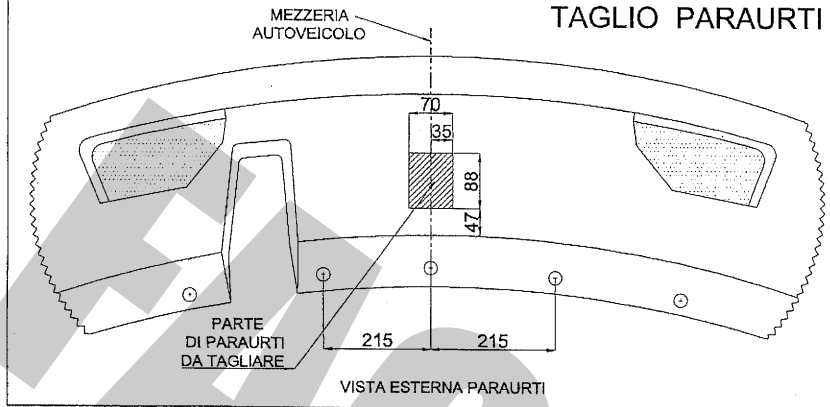 MEZZERIA
AUTOVEICOLO
TAGLIO PARAURTI
70
35
88
47
PARTE
DI PARAURTI
DA TAGLIARE
215
215
VISTA ESTERNA PARAURTI